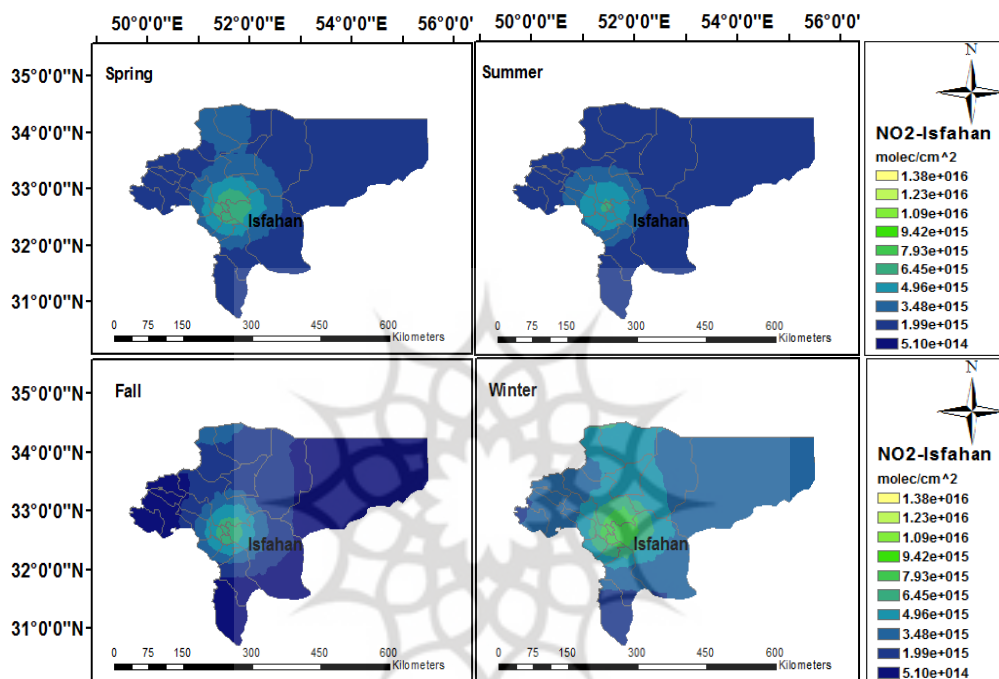 50°0'0"E 52°0'0"E 54°0'0"E 56°0'0"E 50°0'0"E 52°0'0"E 54°0'0"E 56°0'0"E
35°0'0"N
34°0'0"N
33°0'0"N
32°0'0"N
31°0'0"N
Spring
Isfahan
0 75 150 300 450 600
Kilometers
Summer
Isfahan
0 75 150 300 450 600
Kilometers
N
NO2-Isfahan
molec/cm^2
1.38e+016
1.23e+016
1.09e+016
9.42e+015
7.93e+015
6.45e+015
4.96e+015
3.48e+015
1.99e+015
5.10e+014
35°0'0"N
34°0'0"N
33°0'0"N
32°0'0"N
31°0'0"N
Fall
Isfahan
0 75 150 300 450 600
Kilometers
Winter
Isfahan
0 75 150 300 450 600
Kilometers
N
NO2-Isfahan
molec/cm^2
1.38e+016
1.23e+016
1.09e+016
9.42e+015
7.93e+015
6.45e+015
4.96e+015
3.48e+015
1.99e+015
5.10e+014